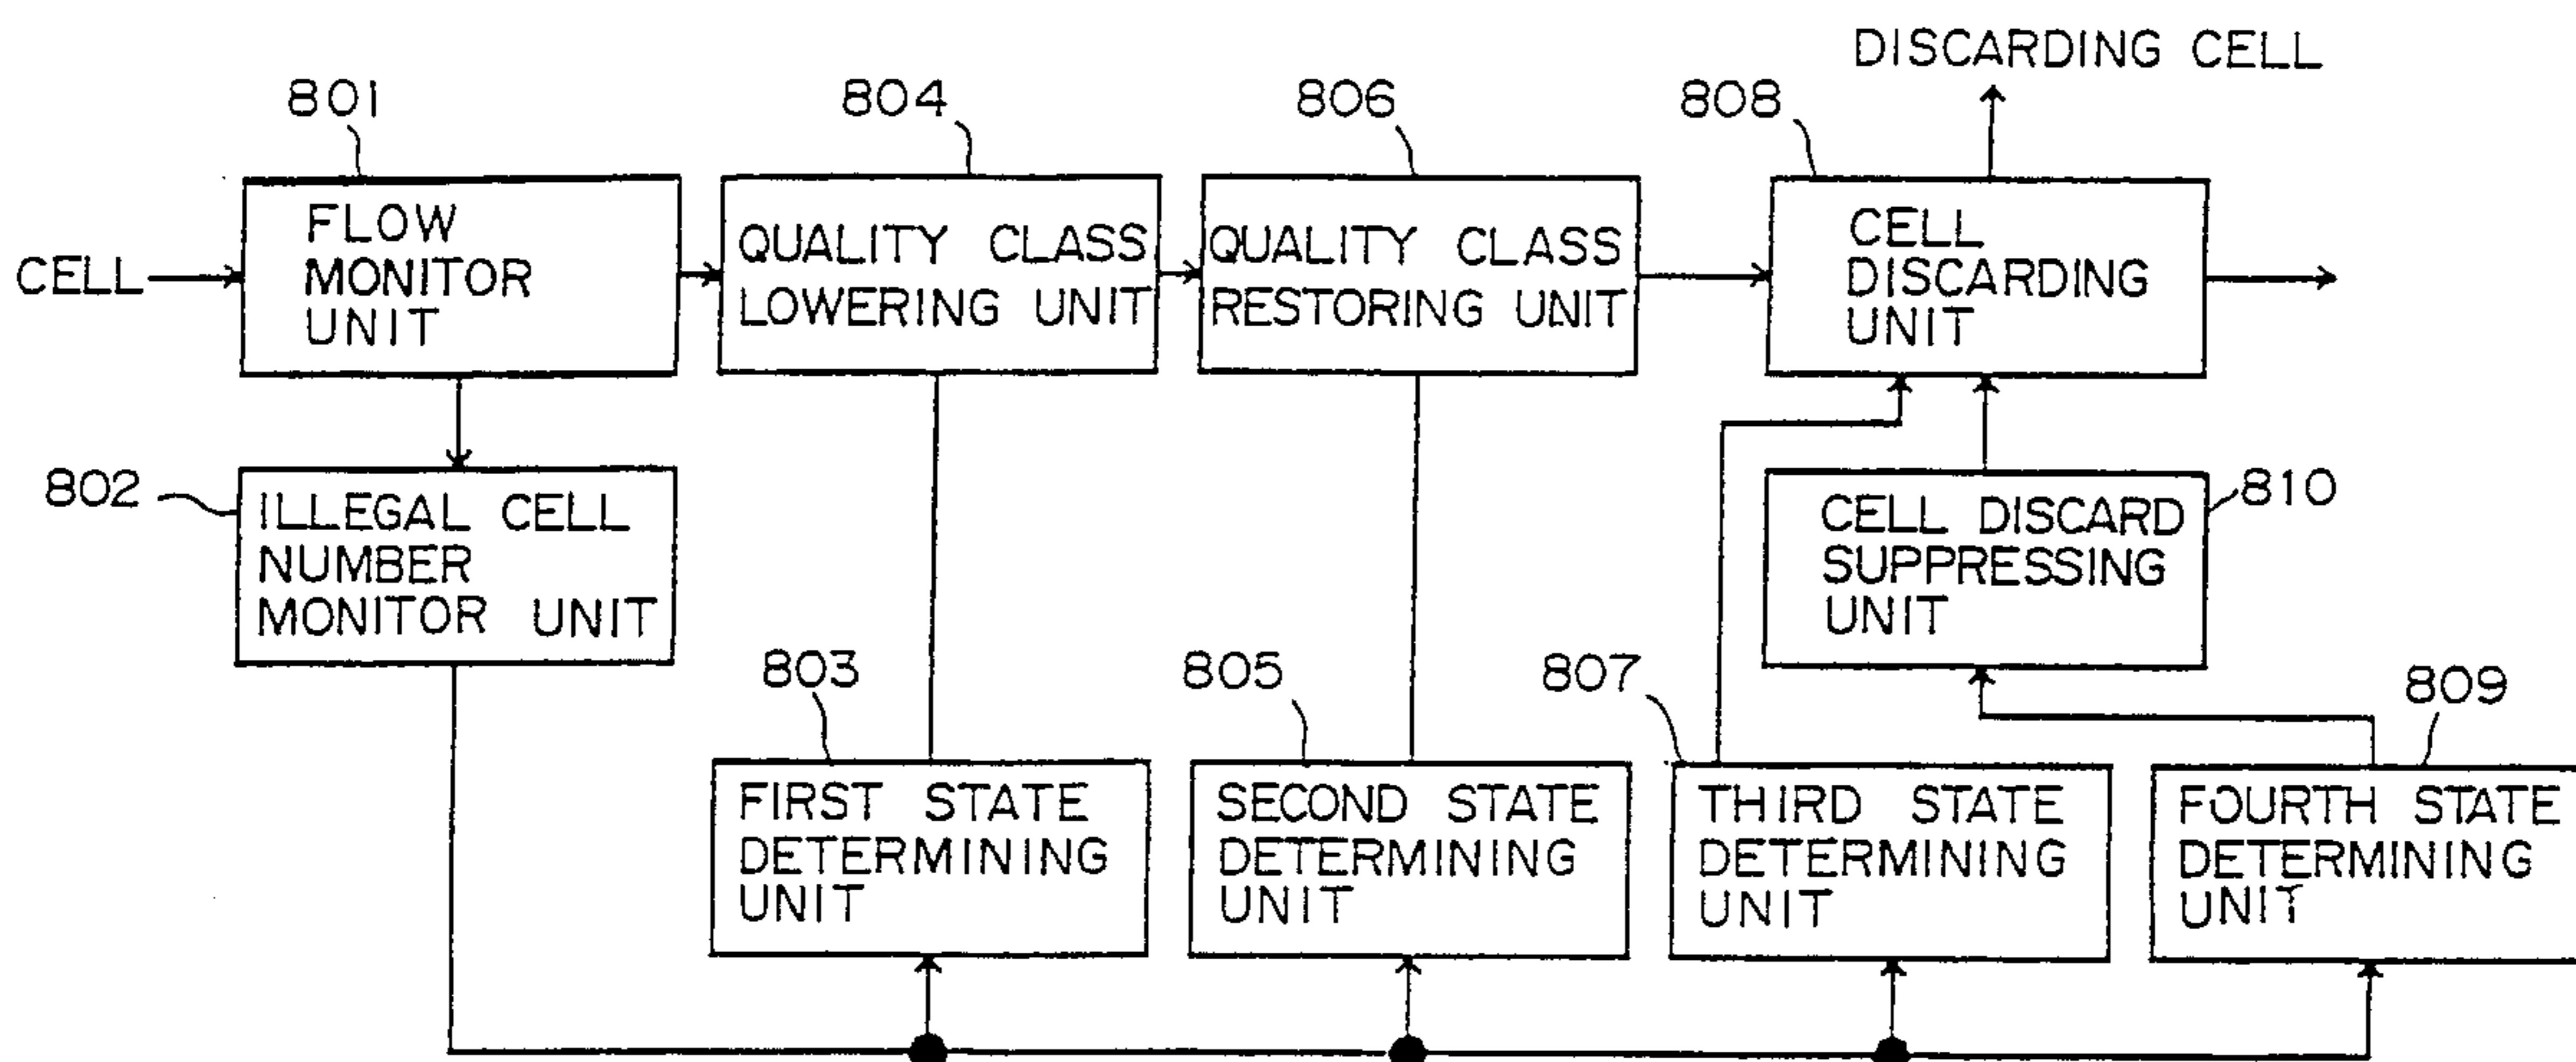 DISCARDING CELL
801
804
806
808
FLOW
MONITOR
UNIT
QUALITY CLASS
LOWERING UNIT
QUALITY CLASS
RESTORING UNIT
CELL
DISCARDING
UNIT
CELL
802
ILLEGAL CELL
NUMBER
MONITOR UNIT
810
CELL DISCARD
SUPPRESSING
UNIT
803
805
807
809
FIRST STATE
DETERMINING
UNIT
SECOND STATE
DETERMINING
UNIT
THIRD STATE
DETERMINING
UNIT
FOURTH STATE
DETERMINING
UNIT